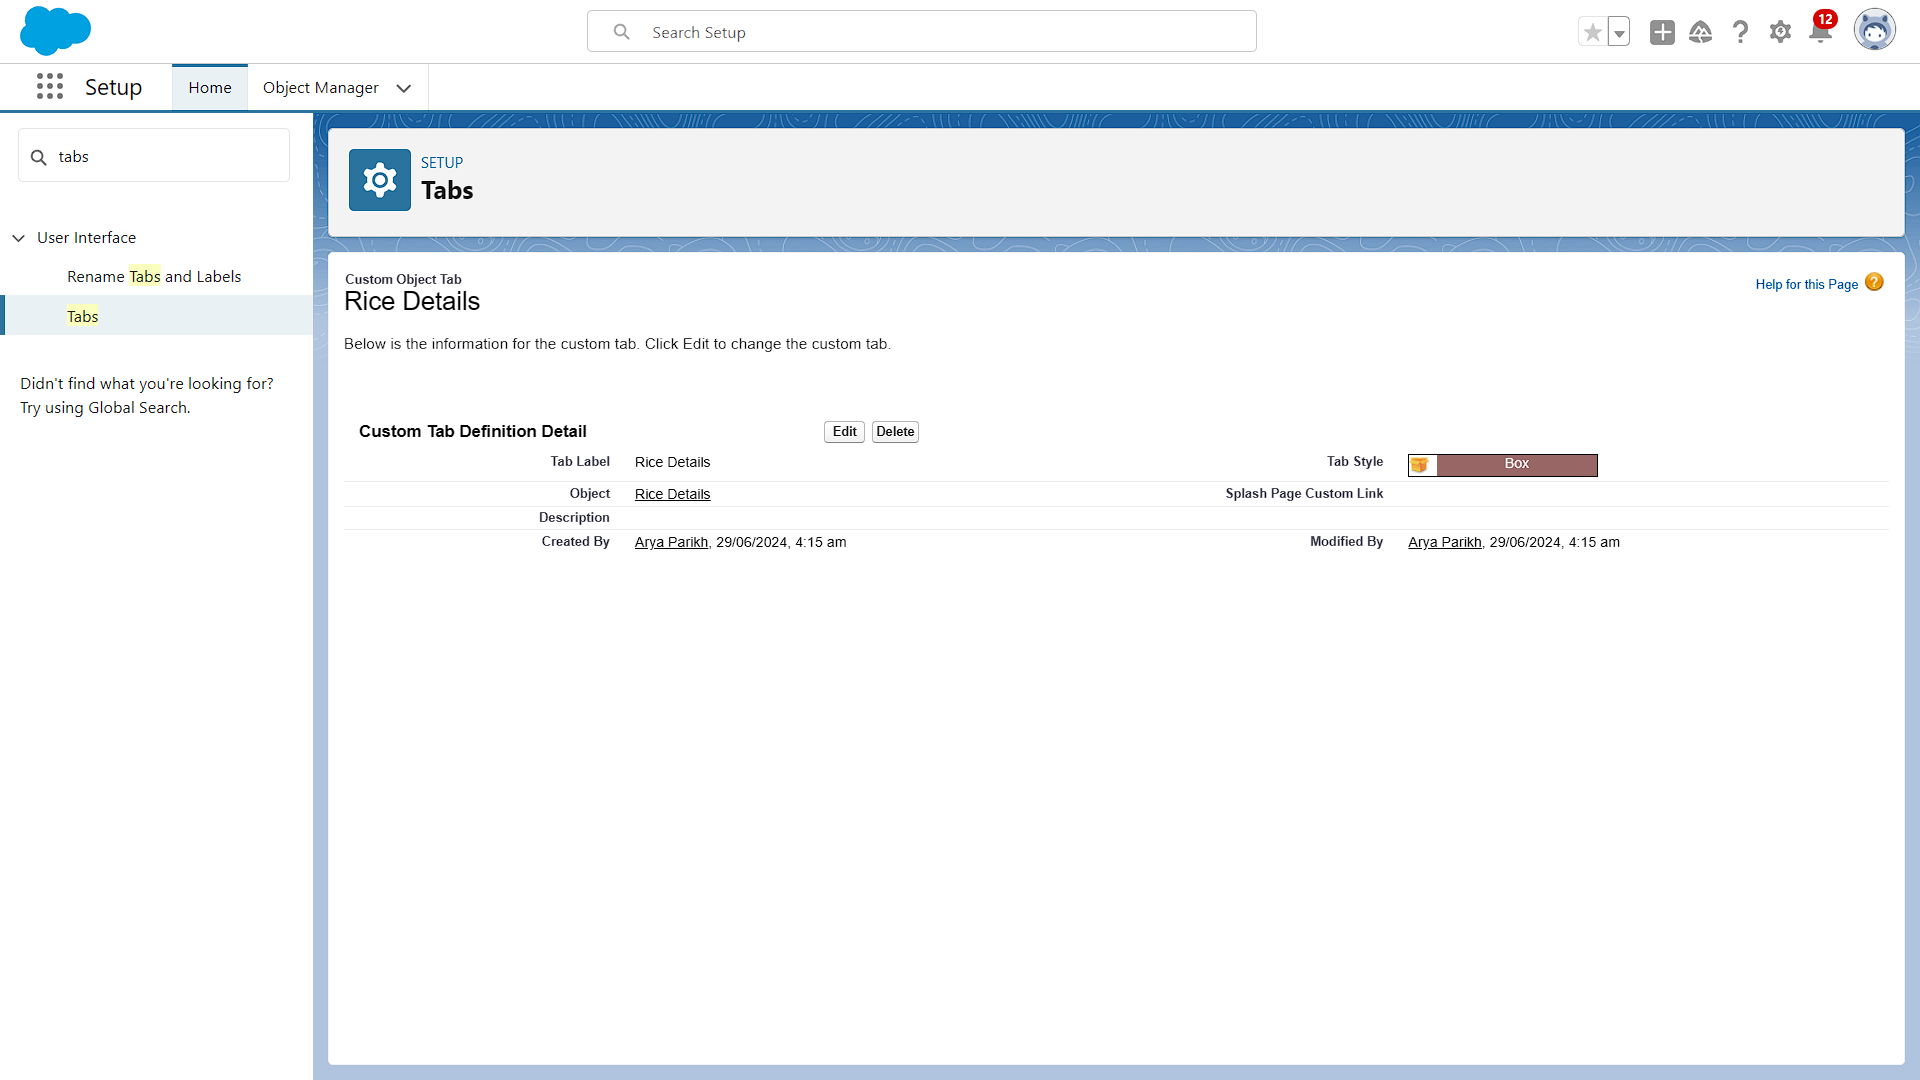 Search Setup
12
Setup
Home
Object Manager
tabs
User Interface
Rename Tabs and Labels
Tabs
Didn't find what you're looking for?
Try using Global Search.
SETUP
Tabs
Custom Object Tab
Rice Details
Help for this Page ?
Below is the information for the custom tab. Click Edit to change the custom tab.
Custom Tab Definition Detail
Edit Delete
Tab Label Rice Details Tab Style Box
Object Rice Details Splash Page Custom Link
Description
Created By Arya Parikh, 29/06/2024, 4:15 am Modified By Arya Parikh, 29/06/2024, 4:15 am